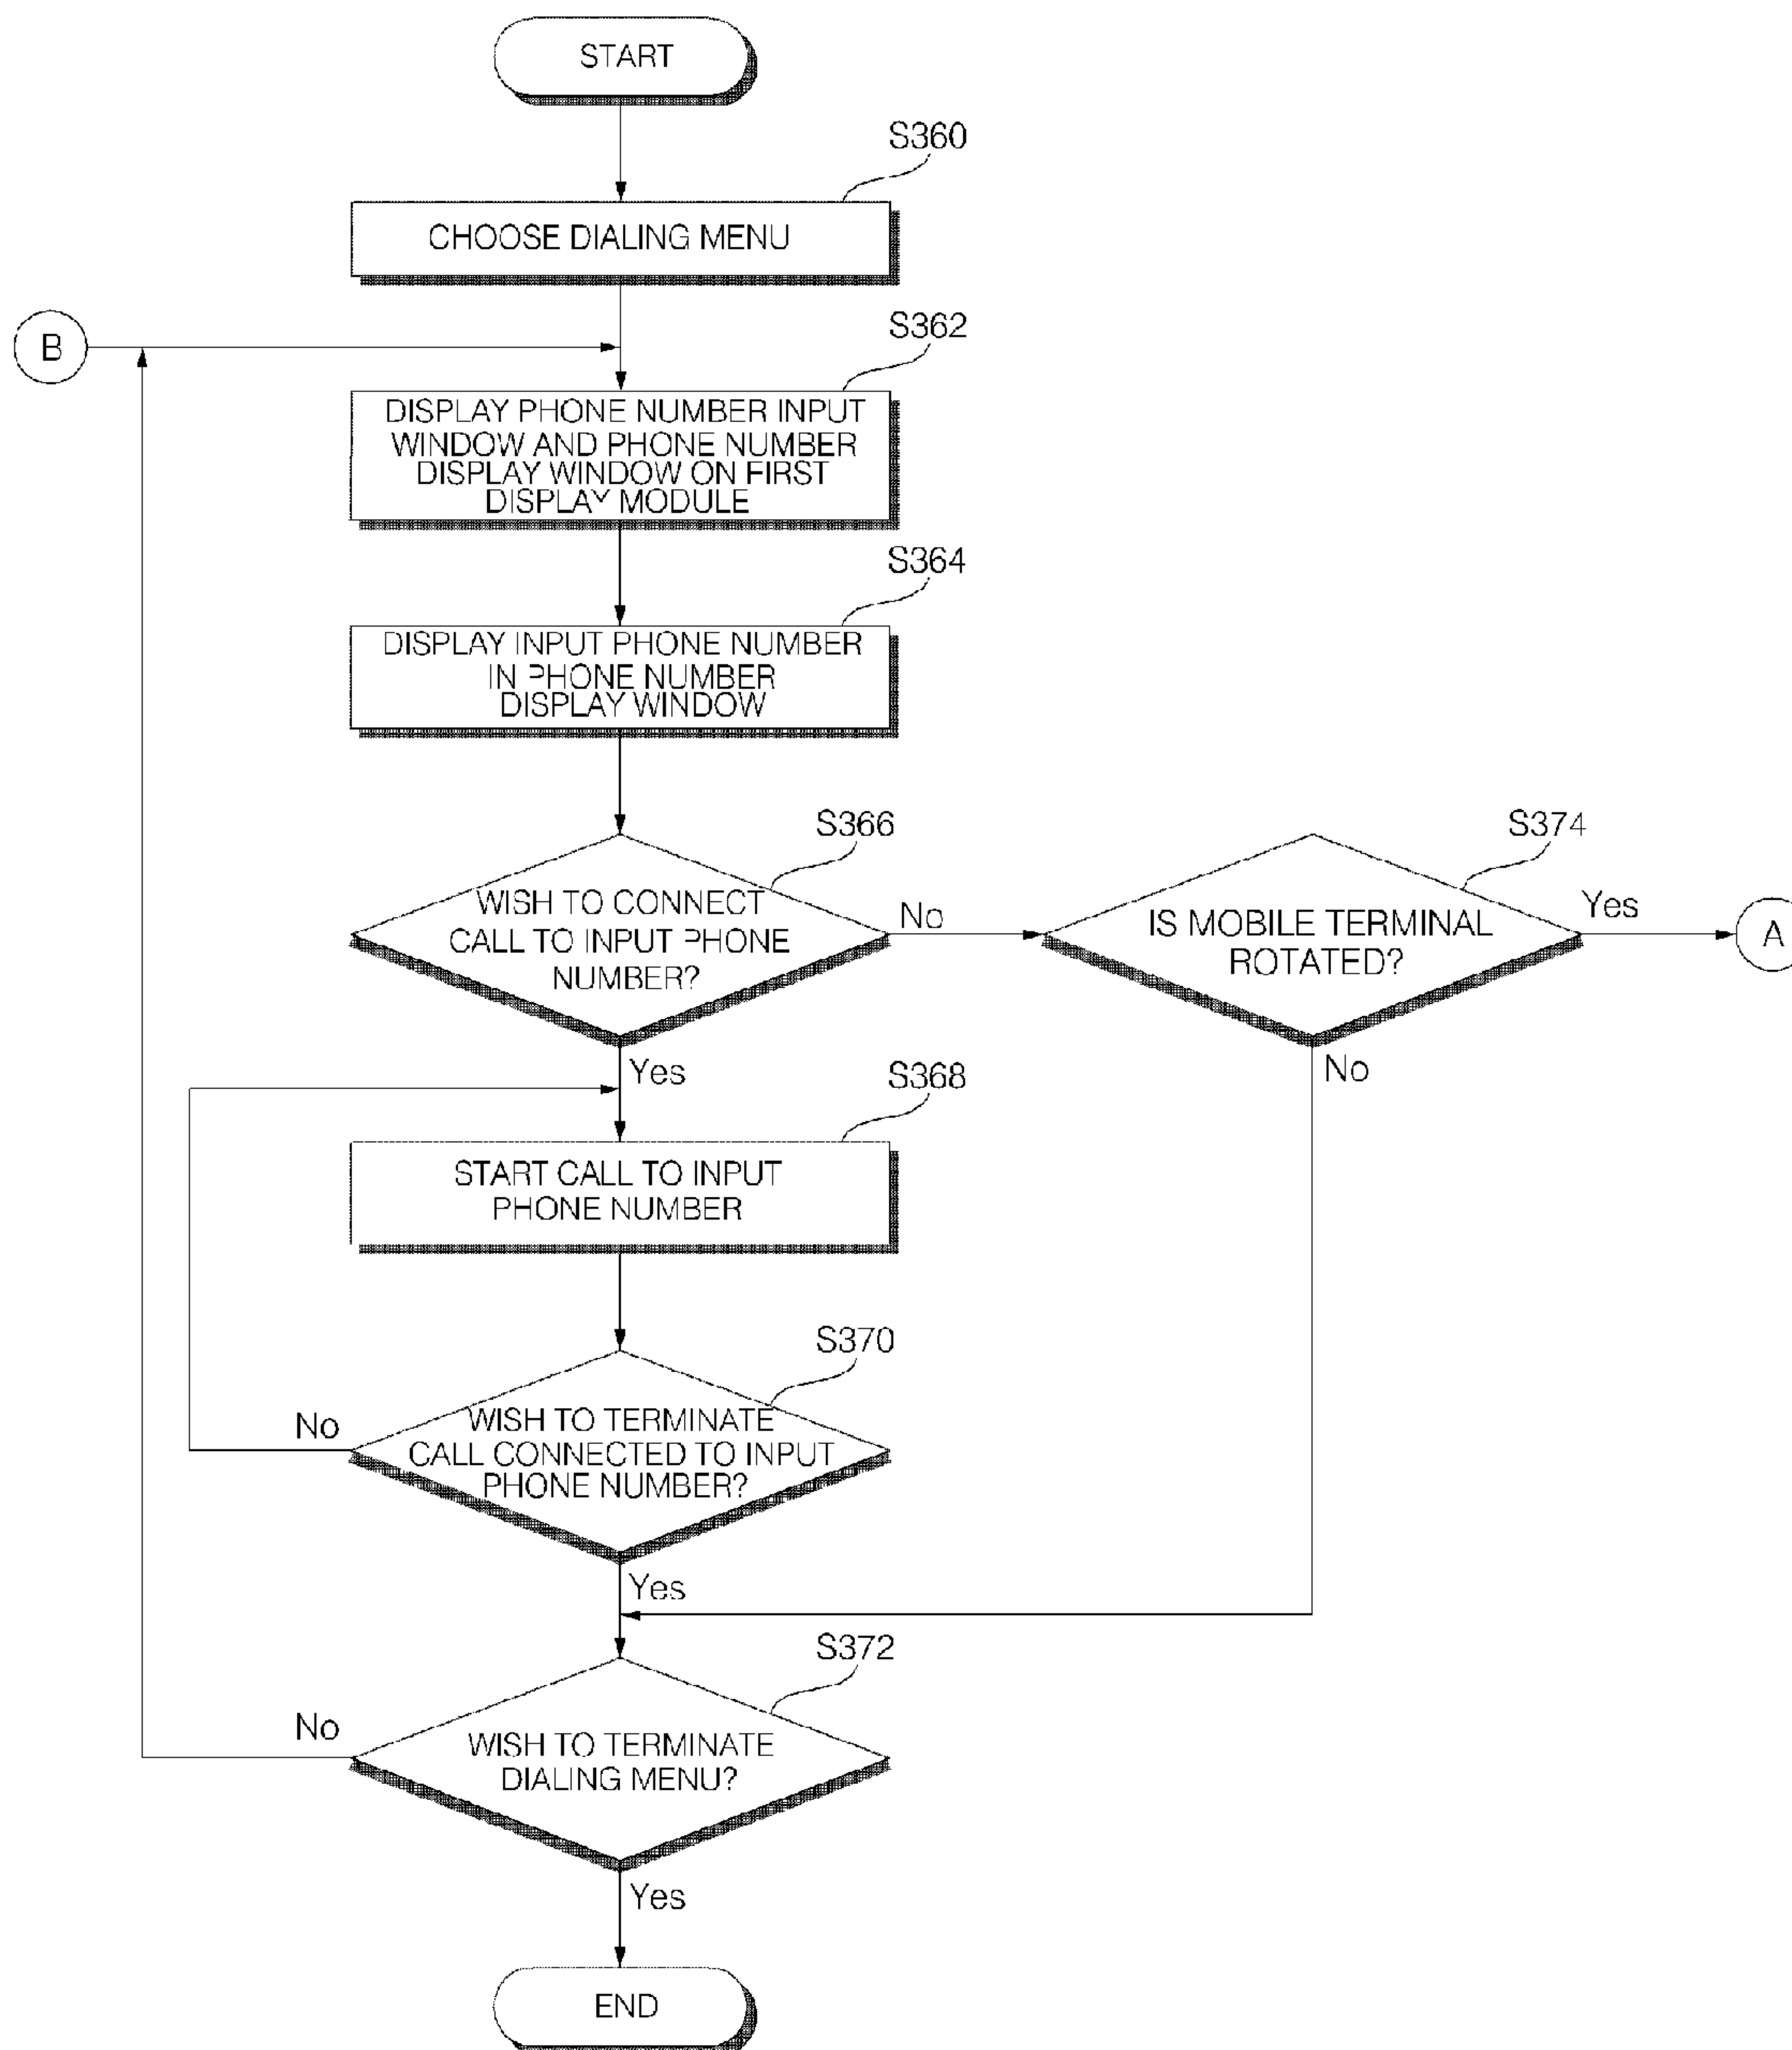 START
S360
CHOOSE DIALING MENU
B
S362
DISPLAY PHONE NUMBER INPUT
WINDOW AND PHONE NUMBER
DISPLAY WINDOW ON FIRST
DISPLAY MODULE
S364
DISPLAY INPUT PHONE NUMBER
IN PHONE NUMBER
DISPLAY WINDOW
S366
WISH TO CONNECT
CALL TO INPUT PHONE
NUMBER?
No
S374
IS MOBILE TERMINAL
ROTATED?
Yes
A
No
Yes
S368
START CALL TO INPUT
PHONE NUMBER
S370
WISH TO TERMINATE
CALL CONNECTED TO INPUT
PHONE NUMBER?
No
Yes
S372
WISH TO TERMINATE
DIALING MENU?
No
Yes
END